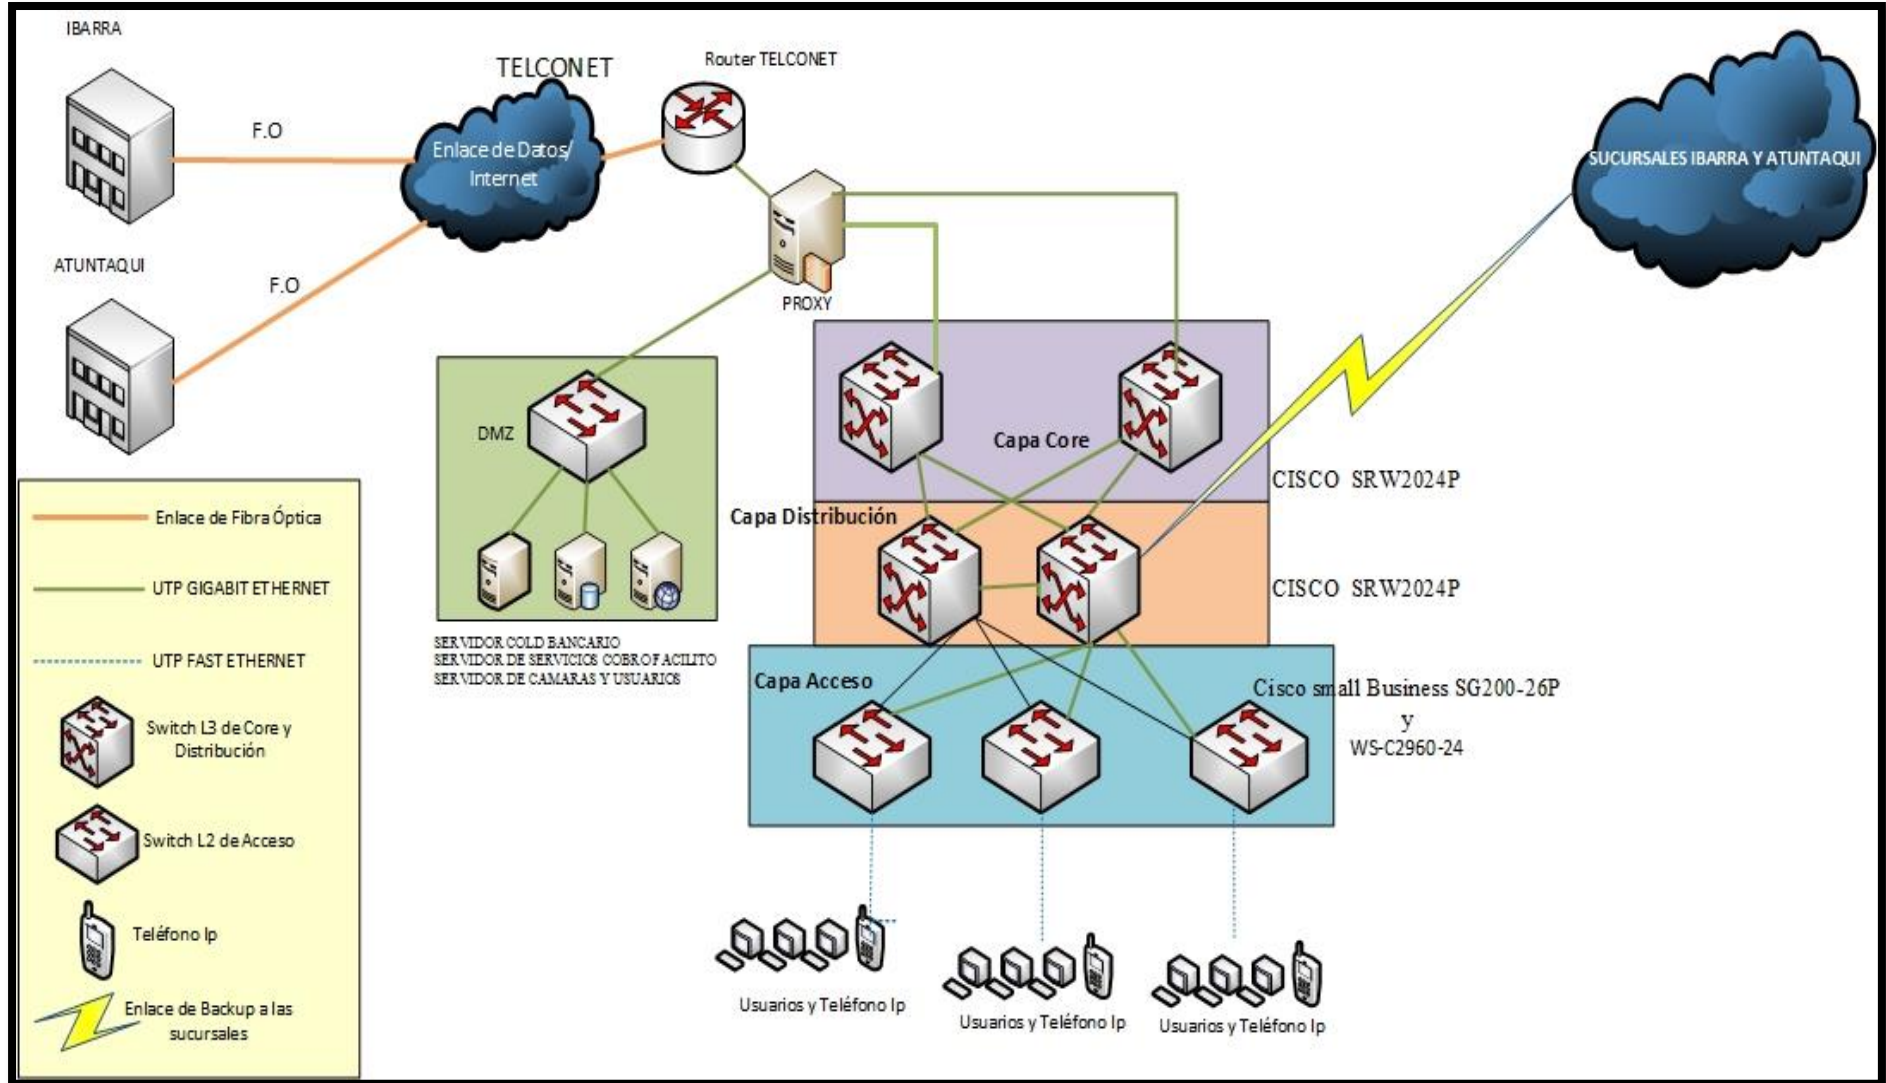 IBARRA
TELCONET
Router TELCONET
F.O
Enlace de Datos/
Internet
SUCURSALES IBARRA Y ATUNTAQUI
ATUNTAQUI
F.O
PROXY
DMZ
Capa Core
CISCO SRW2024P
Capa Distribución
CISCO SRW2024P
SERVIDOR COLD BANCARIO
SERVIDOR DE SERVICIOS COBRO FACILITO
SERVIDOR DE CAMARAS Y USUARIOS
Capa Acceso
Cisco small Business SG200-26P
y
WS-C2960-24
Enlace de Fibra Óptica
UTP GIGABIT ETHERNET
UTP FAST ETHERNET
Switch L3 de Core y
Distribución
Switch L2 de Acceso
Teléfono Ip
Enlace de Backup a las
sucursales
Usuarios y Teléfono Ip
Usuarios y Teléfono Ip
Usuarios y Teléfono Ip